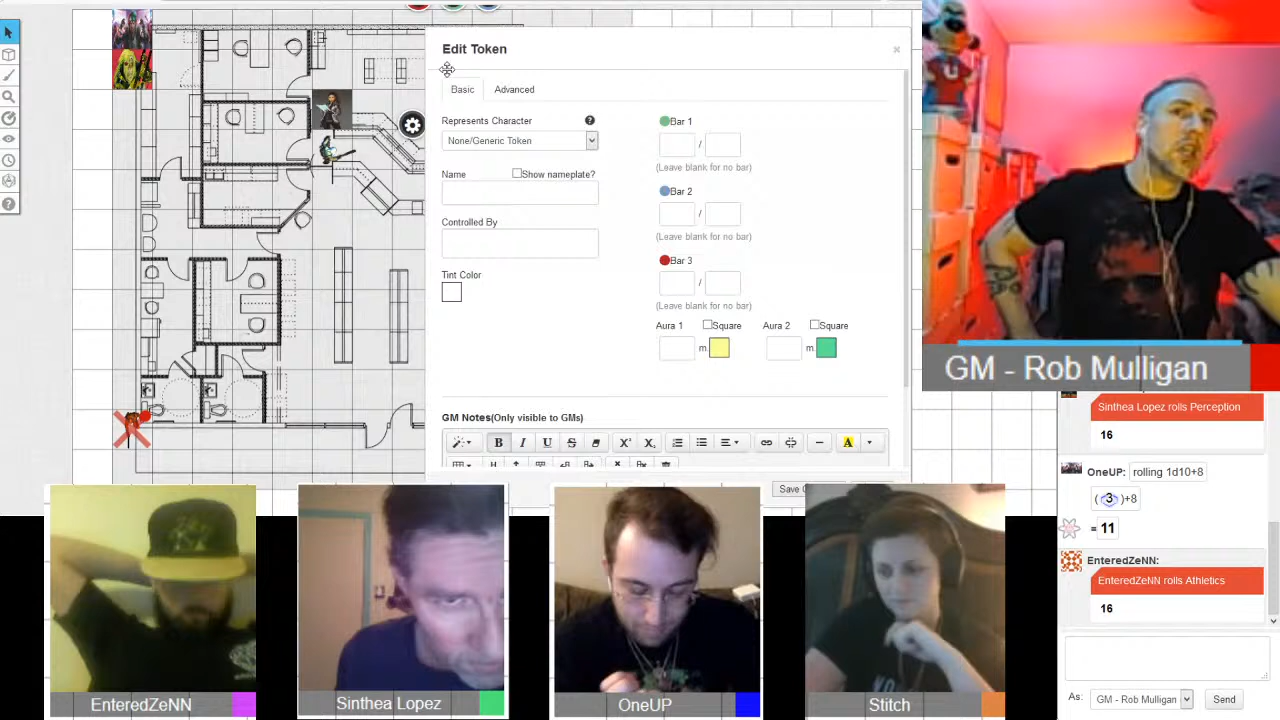 Edit Token
×
Basic
Advanced
Represents Character
None/Generic Token
Name
Show nameplate?
Controlled By
Tint Color
Bar 1
/
(Leave blank for no bar)
Bar 2
/
(Leave blank for no bar)
Bar 3
/
(Leave blank for no bar)
Aura 1
Square
Aura 2
Square
m.
m.
GM Notes(Only visible to GMs)
B I U S
Save
GM - Rob Mulligan
Sinthea Lopez rolls Perception
16
OneUP: rolling 1d10+8
(3)+8
= 11
EnteredZeNN:
EnteredZeNN rolls Athletics
16
As: GM - Rob Mulligan
Send
EnteredZeNN
Sinthea Lopez
OneUP
Stitch